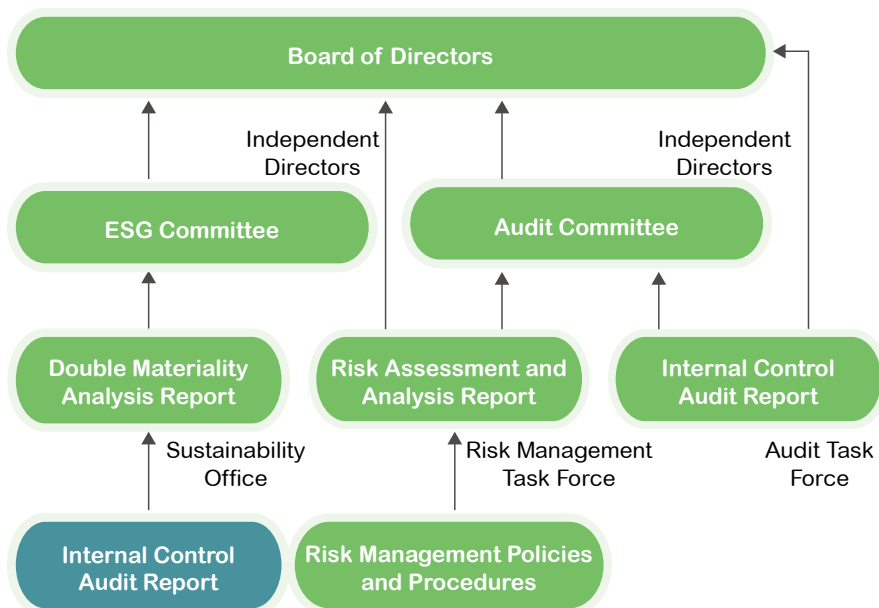 Board of Directors
Independent
Directors
Independent
Directors
ESG Committee
Audit Committee
Double Materiality
Analysis Report
Risk Assessment and
Analysis Report
Internal Control
Audit Report
Sustainability
Office
Risk Management
Task Force
Audit Task
Force
Internal Control
Audit Report
Risk Management Policies
and Procedures